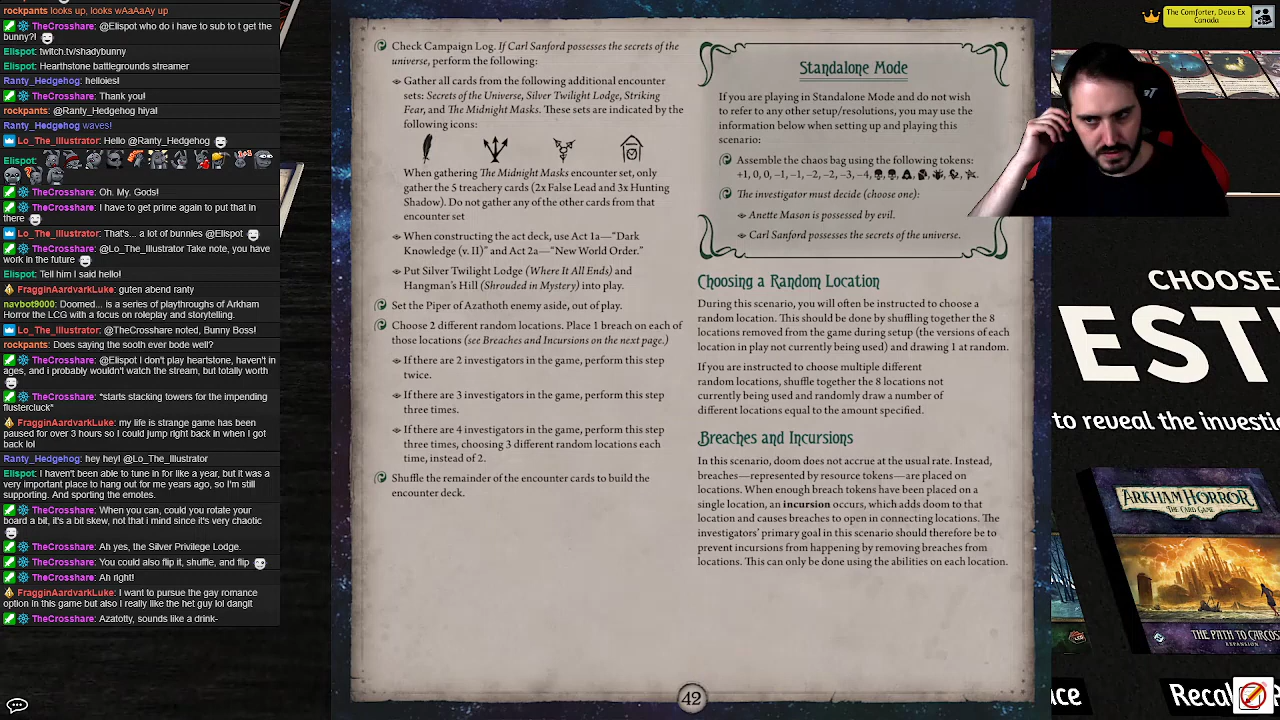 rockpants looks up, looks wAaAaAy up
TheCrosshare: @Elispot who do I have to sub to get the bunny?!
Elispot: twitch.tv/shadybunny
Elispot: Hearthstone battlegrounds streamer
Ranty_Hedgehog: helloies!
TheCrosshare: Thank you!
rockpants: @Ranty_Hedgehog hiyal
Ranty_Hedgehog waves!
Lo_The_Illustrator: Hello @Ranty_Hedgehog
Elispot:
TheCrosshare: Oh. My. Gods!
TheCrosshare: I have to get drunk again to put that in there
Lo_The_Illustrator: Thats... a lot of bunnies @Elispot
TheCrosshare: @Lo_The_Illustrator Take note, you have work in the future
Elispot: Tell him I said hello!
FragginAardvarkLuke: guten abend ranty
nwbot9000: DocMcStabby does playthroughs of Arkham Horror the LCG with a focus on roleplay and storytelling.
Lo_The_Illustrator: @TheCrosshare noted, Bunny Boss!
rockpants: Does saying the sooth ever bode well?
TheCrosshare: @Elispot I don't play hearstone, haven't in ages, and i probably wouldn't watch the stream, but totally worth it
TheCrosshare: *stacking boxes for this impending flustercluck*
FragginAardvarkLuke: my life is strange game has been paused for over 3 hours so I could jump right back in when I got back lol
Ranty_Hedgehog: hey hey! @Lo_The_Illustrator
Elispot: I haven't been able to tune in for like a year, but it was a very important place to hang out for me years ago, so I'm still supporting. And sporting the emotes.
TheCrosshare: When you can, could you lower your board a bit, it's a bit skew, and that i mind is the OCD, very very OCD
TheCrosshare: Ah yes, the Silver Privilege Lodge.
TheCrosshare: I thought you did it on purpose lol
TheCrosshare: 's right!
FragginAardvarkLuke: I want to pursue the gay romance option in this game but also I really like the het guy lol dangit
TheCrosshare: Azatotty, sounds like a drink-
Check Campaign Log. If Carl Sanford possesses the secrets of the universe, perform the following:
Gather all cards from the following additional encounter
sets: Secrets of the Universe, Silver Twilight Lodge, Striking
Fear, and The Midnight Masks. These sets are indicated by the
following icons:
When gathering The Midnight Masks encounter set, only
gather the 5 treachery cards (2x False Lead and 3x Hunting
Shadow). Do not gather any of the other cards from that
encounter set
When constructing the act deck, use Act 1a—“Dark
Knowledge (v. II)” and Act 2a—“New World Order.”
Put Silver Twilight Lodge (Where It All Ends) and
Hangman's Hill (Shrouded in Mystery) into play.
Set the Piper of Azathoth enemy aside, out of play.
Choose 2 different random locations. Place 1 breach on each of
those locations (see Breaches and Incursions on the next page.)
If there are 2 investigators in the game, perform this step
twice.
If there are 3 investigators in the game, perform this step
three times.
If there are 4 investigators in the game, perform this step
three times, choosing 3 different random locations each
time, instead of 2.
Shuffle the remainder of the encounter cards to build the
encounter deck.
Standalone Mode
If you are playing in Standalone Mode and do not wish
to refer to any other setup/resolutions, you may use the
information below when setting up and playing this
scenario:
Assemble the chaos bag using the following tokens:
+1, 0, 0, −1, −1, −2, −2, −3, −4,
The investigator must decide (choose one):
Anette Mason is possessed by evil.
Carl Sanford possesses the secrets of the universe.
Choosing a Random Location
During this scenario, you will often be instructed to choose a
random location. This should be done by shuffling together the 8
locations removed from the game during setup (the versions of each
location in play not currently being used) and drawing 1 at random.
If you are instructed to choose multiple different
random locations, shuffle together the 8 locations not
currently being used and randomly draw a number of
different locations equal to the amount specified.
Breaches and Incursions
In this scenario, doom does not accrue at the usual rate. Instead,
breaches—represented by resource tokens—are placed on
locations. When enough breach tokens have been placed on a
single location, an incursion occurs, which adds doom to that
location and causes breaches to open in connecting locations. The
investigators' primary goal in this scenario should therefore be to
prevent incursions from happening by removing breaches from
locations. This can only be done using the abilities on each location.
42
The Comforter, Deus Ex
Canada
CHOOSE
EST
to reveal the investi
ARKHAM HORROR
THE CARD GAME
THE PATH TO CARCOS
EXPANSION
ace
Recal